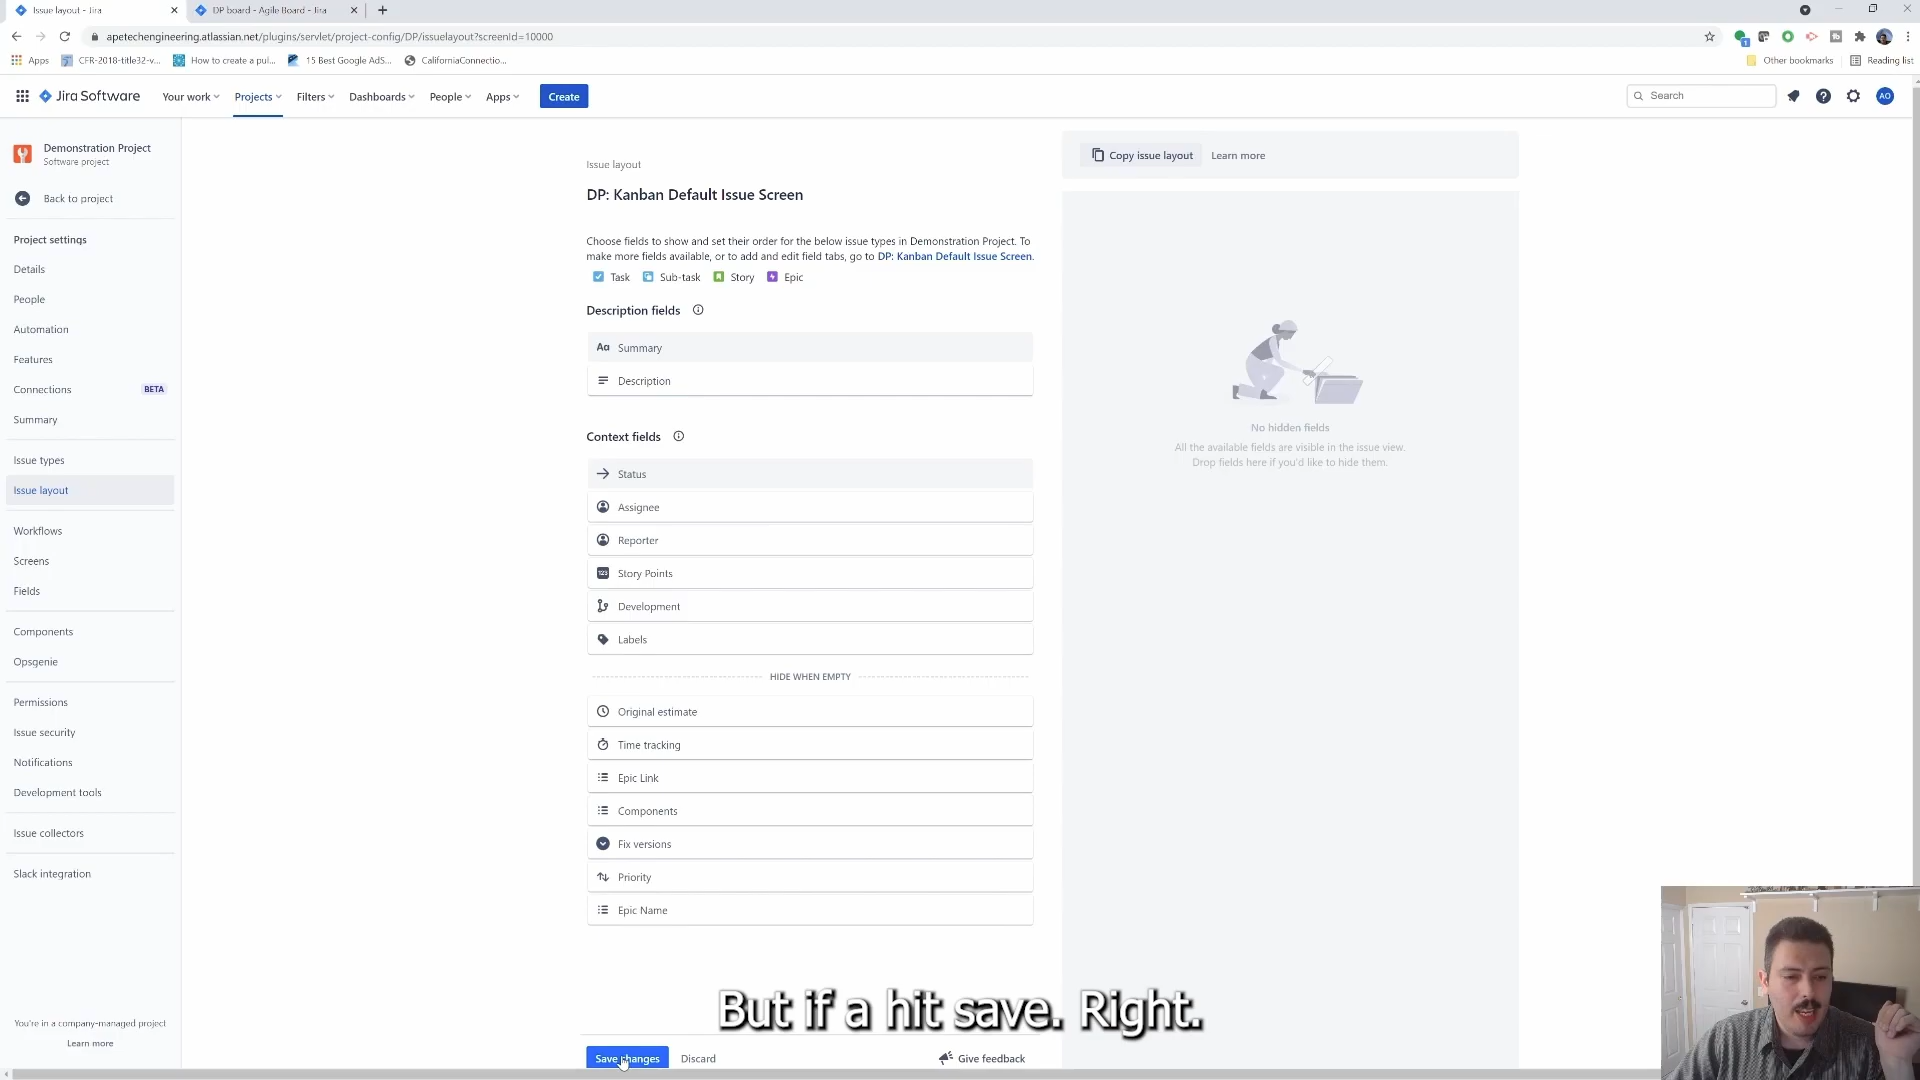 Issue layout - Jira
DP board - Agile Board - Jira
apetechengineering.atlassian.net/plugins/servlet/project-config/DP/issuelayout?screenId=10000
Apps
CFR-2018-title32-v...
How to create a pul...
15 Best Google AdS...
CaliforniaConnectio...
Other bookmarks
Reading list
Jira Software
Your work
Projects
Filters
Dashboards
People
Apps
Create
Search
AO
Demonstration Project
Software project
Back to project
Project settings
Details
People
Automation
Features
Connections
BETA
Summary
Issue types
Issue layout
Workflows
Screens
Fields
Components
Opsgenie
Permissions
Issue security
Notifications
Development tools
Issue collectors
Slack integration
You're in a company-managed project
Learn more
Issue layout
DP: Kanban Default Issue Screen
Choose fields to show and set their order for the below issue types in Demonstration Project. To
make more fields available, or to add and edit field tabs, go to DP: Kanban Default Issue Screen.
Task
Sub-task
Story
Epic
Description fields
Aa Summary
Description
Context fields
Status
Assignee
Reporter
123 Story Points
Development
Labels
HIDE WHEN EMPTY
Original estimate
Time tracking
Epic Link
Components
Fix versions
Priority
Epic Name
But if a hit save. Right.
Save changes
Discard
Give feedback
Copy issue layout
Learn more
No hidden fields
All the available fields are visible in the issue view.
Drop fields here if you'd like to hide them.